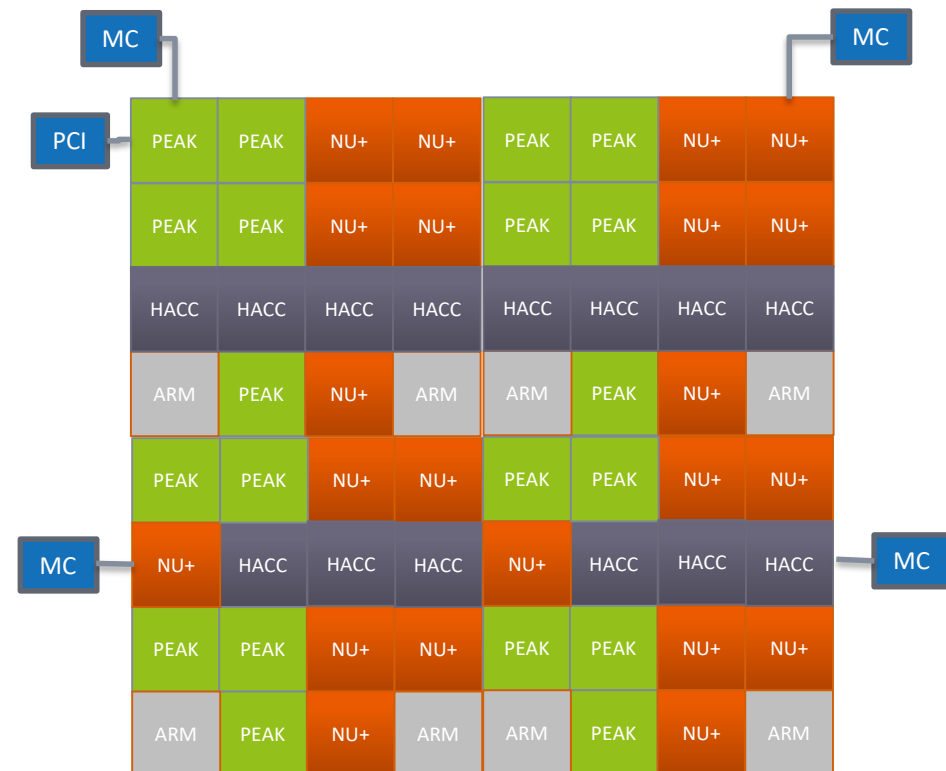 MC MC
PCI PEAK PEAK NU+ NU+ PEAK PEAK NU+ NU+
PEAK PEAK NU+ NU+ PEAK PEAK NU+ NU+
HACC HACC HACC HACC HACC HACC HACC HACC
ARM PEAK NU+ ARM ARM PEAK NU+ ARM
PEAK PEAK NU+ NU+ PEAK PEAK NU+ NU+
MC NU+ HACC HACC HACC NU+ HACC HACC HACC MC
PEAK PEAK NU+ NU+ PEAK PEAK NU+ NU+
ARM PEAK NU+ ARM ARM PEAK NU+ ARM